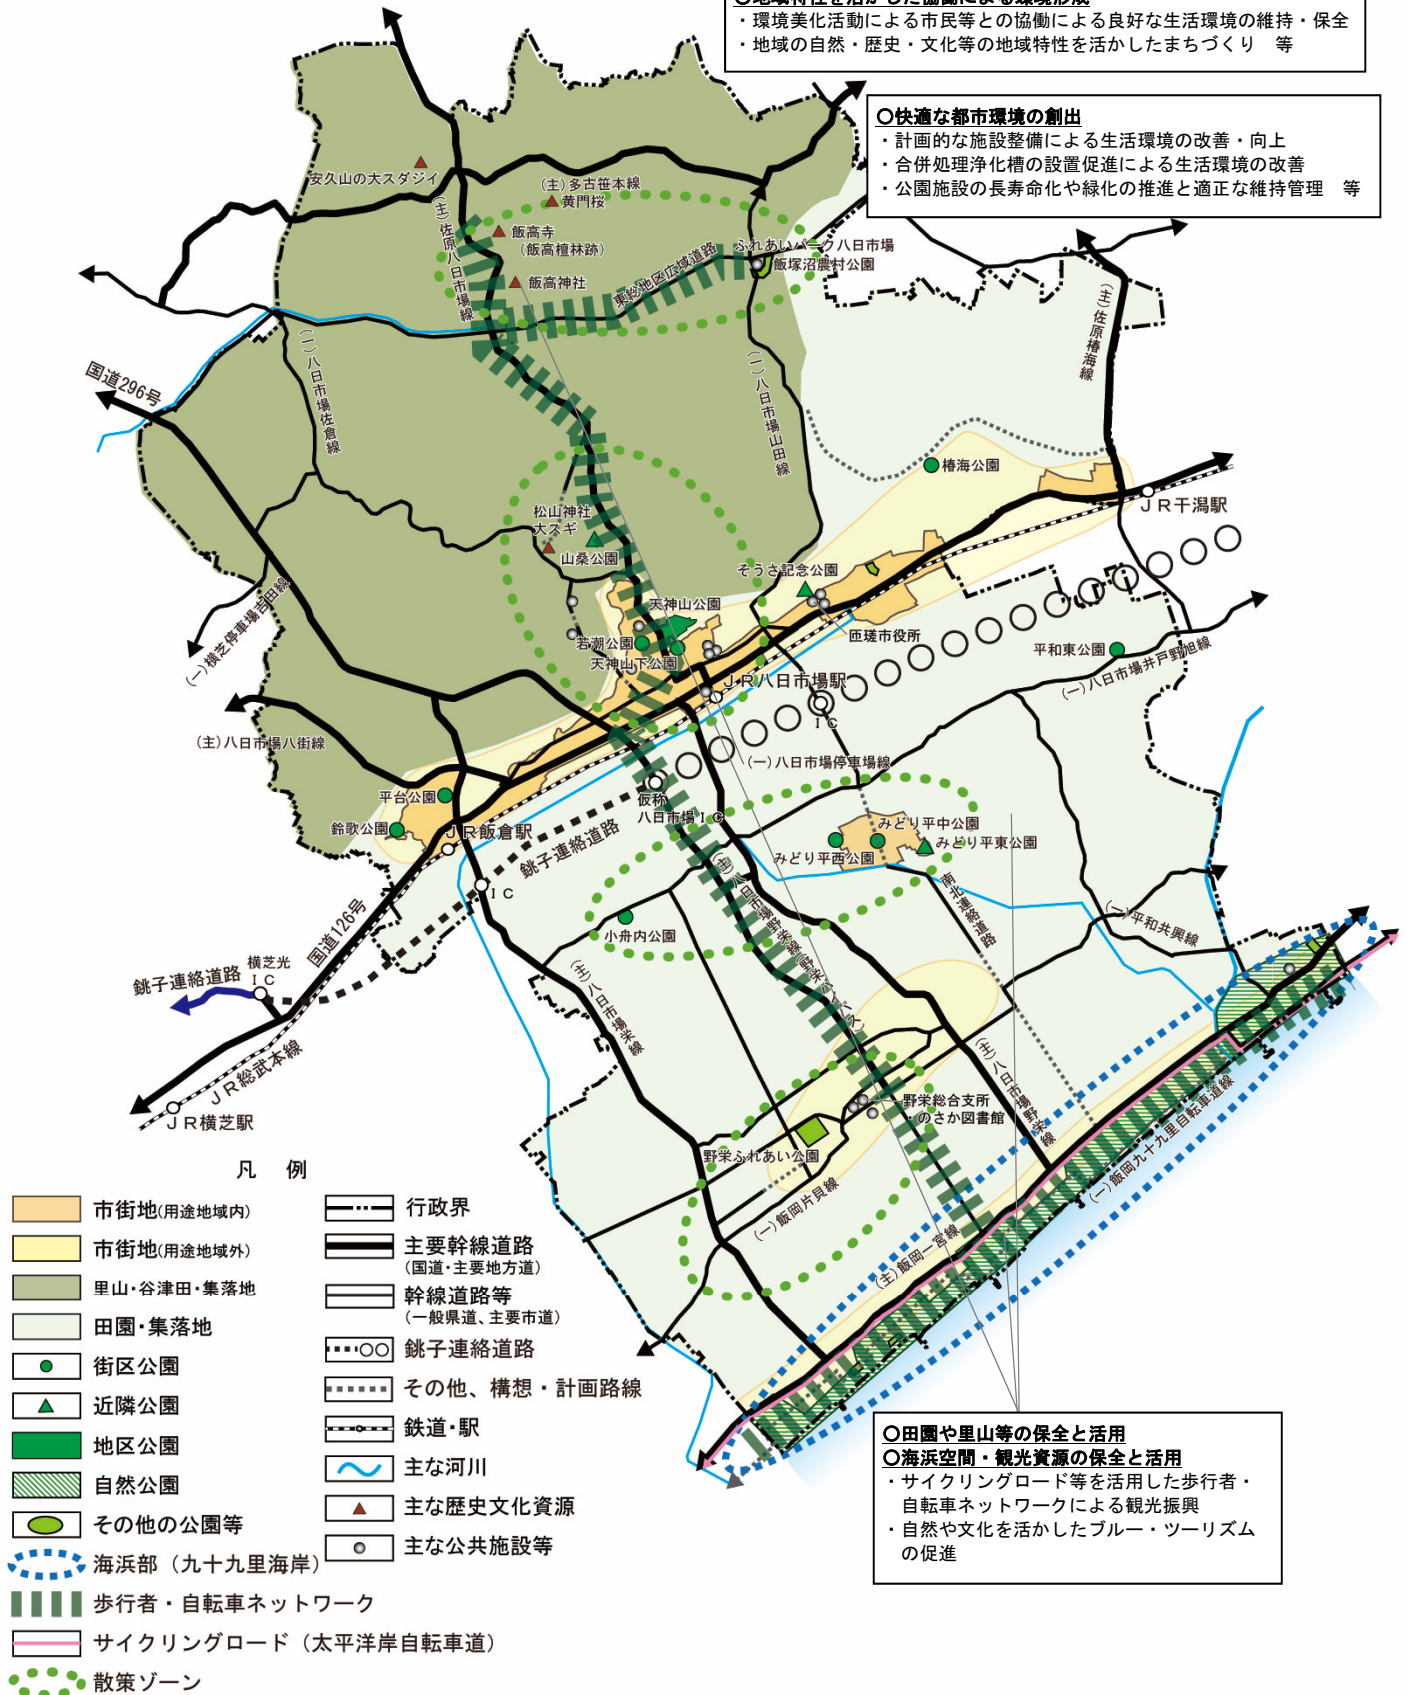 ○地域特性を活かした協働による環境形成
・環境美化活動による市民等との協働による良好な生活環境の維持・保全
・地域の自然・歴史・文化等の地域特性を活かしたまちづくり　等
○快適な都市環境の創出
・計画的な施設整備による生活環境の改善・向上
・合併処理浄化槽の設置促進による生活環境の改善
・公園施設の長寿命化や緑化の推進と適正な維持管理　等
安久山の大スダジイ
(主)多古笹本線
黄門桜
(主)佐原八日市場線
飯高寺
(飯高檀林跡)
飯高神社
ふれあいパーク八日市場
飯塚沼農村公園
東総地区広域道路
(主)佐原椿海線
(一)八日市場佐倉線
国道296号
(一)八日市場山田線
椿海公園
JR干潟駅
松山神社
大スギ
山桑公園
そうさ記念公園
天神山公園
(一)横芝停車場吉田線
若潮公園
天神山下公園
匝瑳市役所
平和東公園
(一)八日市場井戸野旭線
JR八日市場駅
IC
(主)八日市場八街線
(一)八日市場停車場線
平台公園
仮称
八日市場IC
鈴歌公園
JR飯倉駅
銚子連絡道路
みどり平中公園
みどり平西公園
みどり平東公園
IC
(主)八日市場野栄線(野栄バイパス)
南北連絡道路
国道126号
小舟内公園
(一)平和共興線
横芝光
IC
銚子連絡道路
(主)八日市場栄線
JR総武本線
(主)八日市場野栄線
野栄総合支所
・のさか図書館
JR横芝駅
野栄ふれあい公園
(一)飯岡九十九里自転車道線
(一)飯岡片貝線
(主)飯岡一宮線
凡　例
市街地(用途地域内)
市街地(用途地域外)
里山・谷津田・集落地
田園・集落地
街区公園
近隣公園
地区公園
自然公園
その他の公園等
海浜部（九十九里海岸）
歩行者・自転車ネットワーク
サイクリングロード（太平洋岸自転車道）
散策ゾーン
行政界
主要幹線道路
(国道・主要地方道)
幹線道路等
(一般県道、主要市道)
銚子連絡道路
その他、構想・計画路線
鉄道・駅
主な河川
主な歴史文化資源
主な公共施設等
○田園や里山等の保全と活用
○海浜空間・観光資源の保全と活用
・サイクリングロード等を活用した歩行者・
自転車ネットワークによる観光振興
・自然や文化を活かしたブルー・ツーリズム
の促進